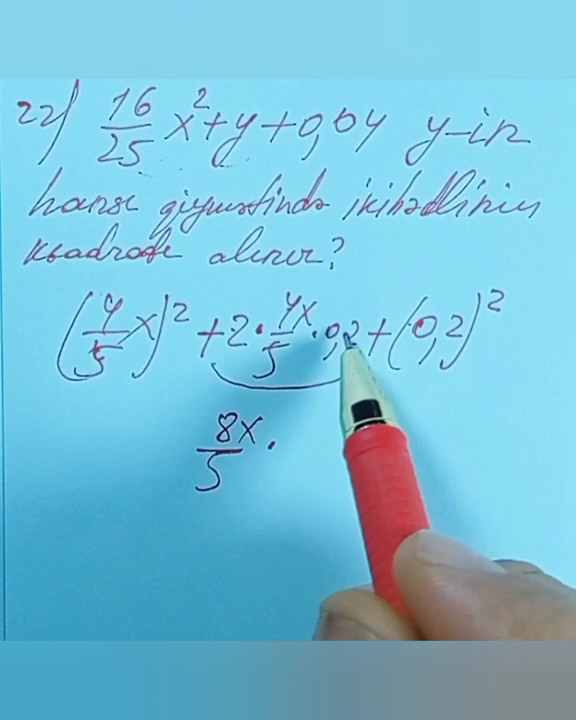 22) 16/25 x² + y + 0,04 y-in
hansı qiymətində ikihədlinin
kvadratı alınır?
(4/5 x)² + 2 · 4x/5 · 0,2 + (0,2)²
8x/5 ·